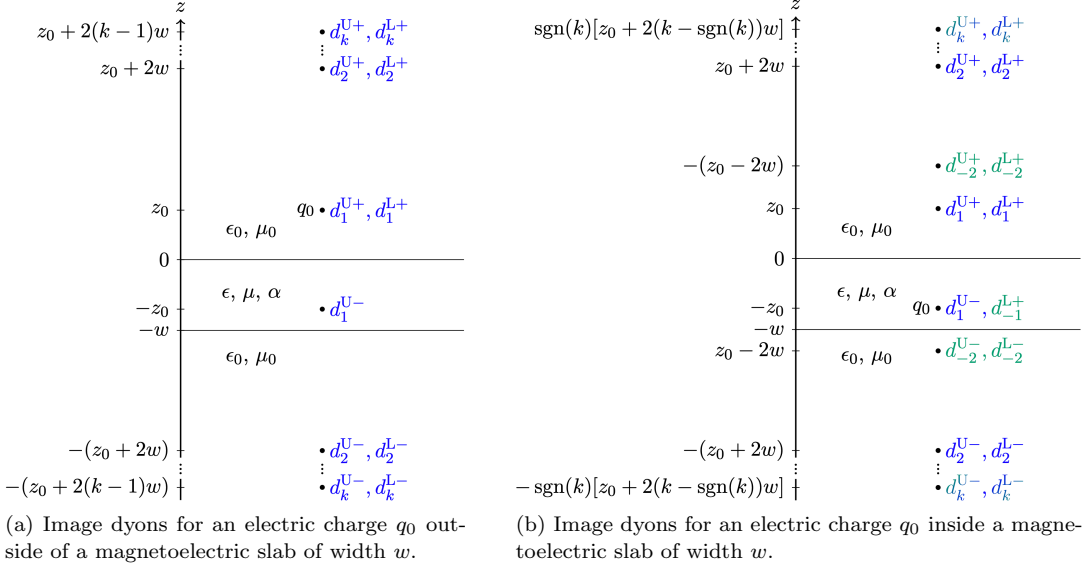 z
z₀ + 2(k − 1)w
d_k^{U+}, d_k^{L+}
z₀ + 2w
d_2^{U+}, d_2^{L+}
z₀
q₀
d_1^{U+}, d_1^{L+}
ϵ₀, μ₀
0
ϵ, μ, α
−z₀
d_1^{U−}
−w
ϵ₀, μ₀
−(z₀ + 2w)
d_2^{U−}, d_2^{L−}
−(z₀ + 2(k − 1)w)
d_k^{U−}, d_k^{L−}
(a) Image dyons for an electric charge q₀ out-
side of a magnetoelectric slab of width w.
z
sgn(k)[z₀ + 2(k − sgn(k))w]
d_k^{U+}, d_k^{L+}
z₀ + 2w
d_2^{U+}, d_2^{L+}
−(z₀ − 2w)
d_{−2}^{U+}, d_{−2}^{L+}
z₀
d_1^{U+}, d_1^{L+}
ϵ₀, μ₀
0
ϵ, μ, α
−z₀
q₀
d_1^{U−}, d_{−1}^{L+}
−w
z₀ − 2w
ϵ₀, μ₀
d_{−2}^{U−}, d_{−2}^{L−}
−(z₀ + 2w)
d_2^{U−}, d_2^{L−}
− sgn(k)[z₀ + 2(k − sgn(k))w]
d_k^{U−}, d_k^{L−}
(b) Image dyons for an electric charge q₀ inside a magne-
toelectric slab of width w.